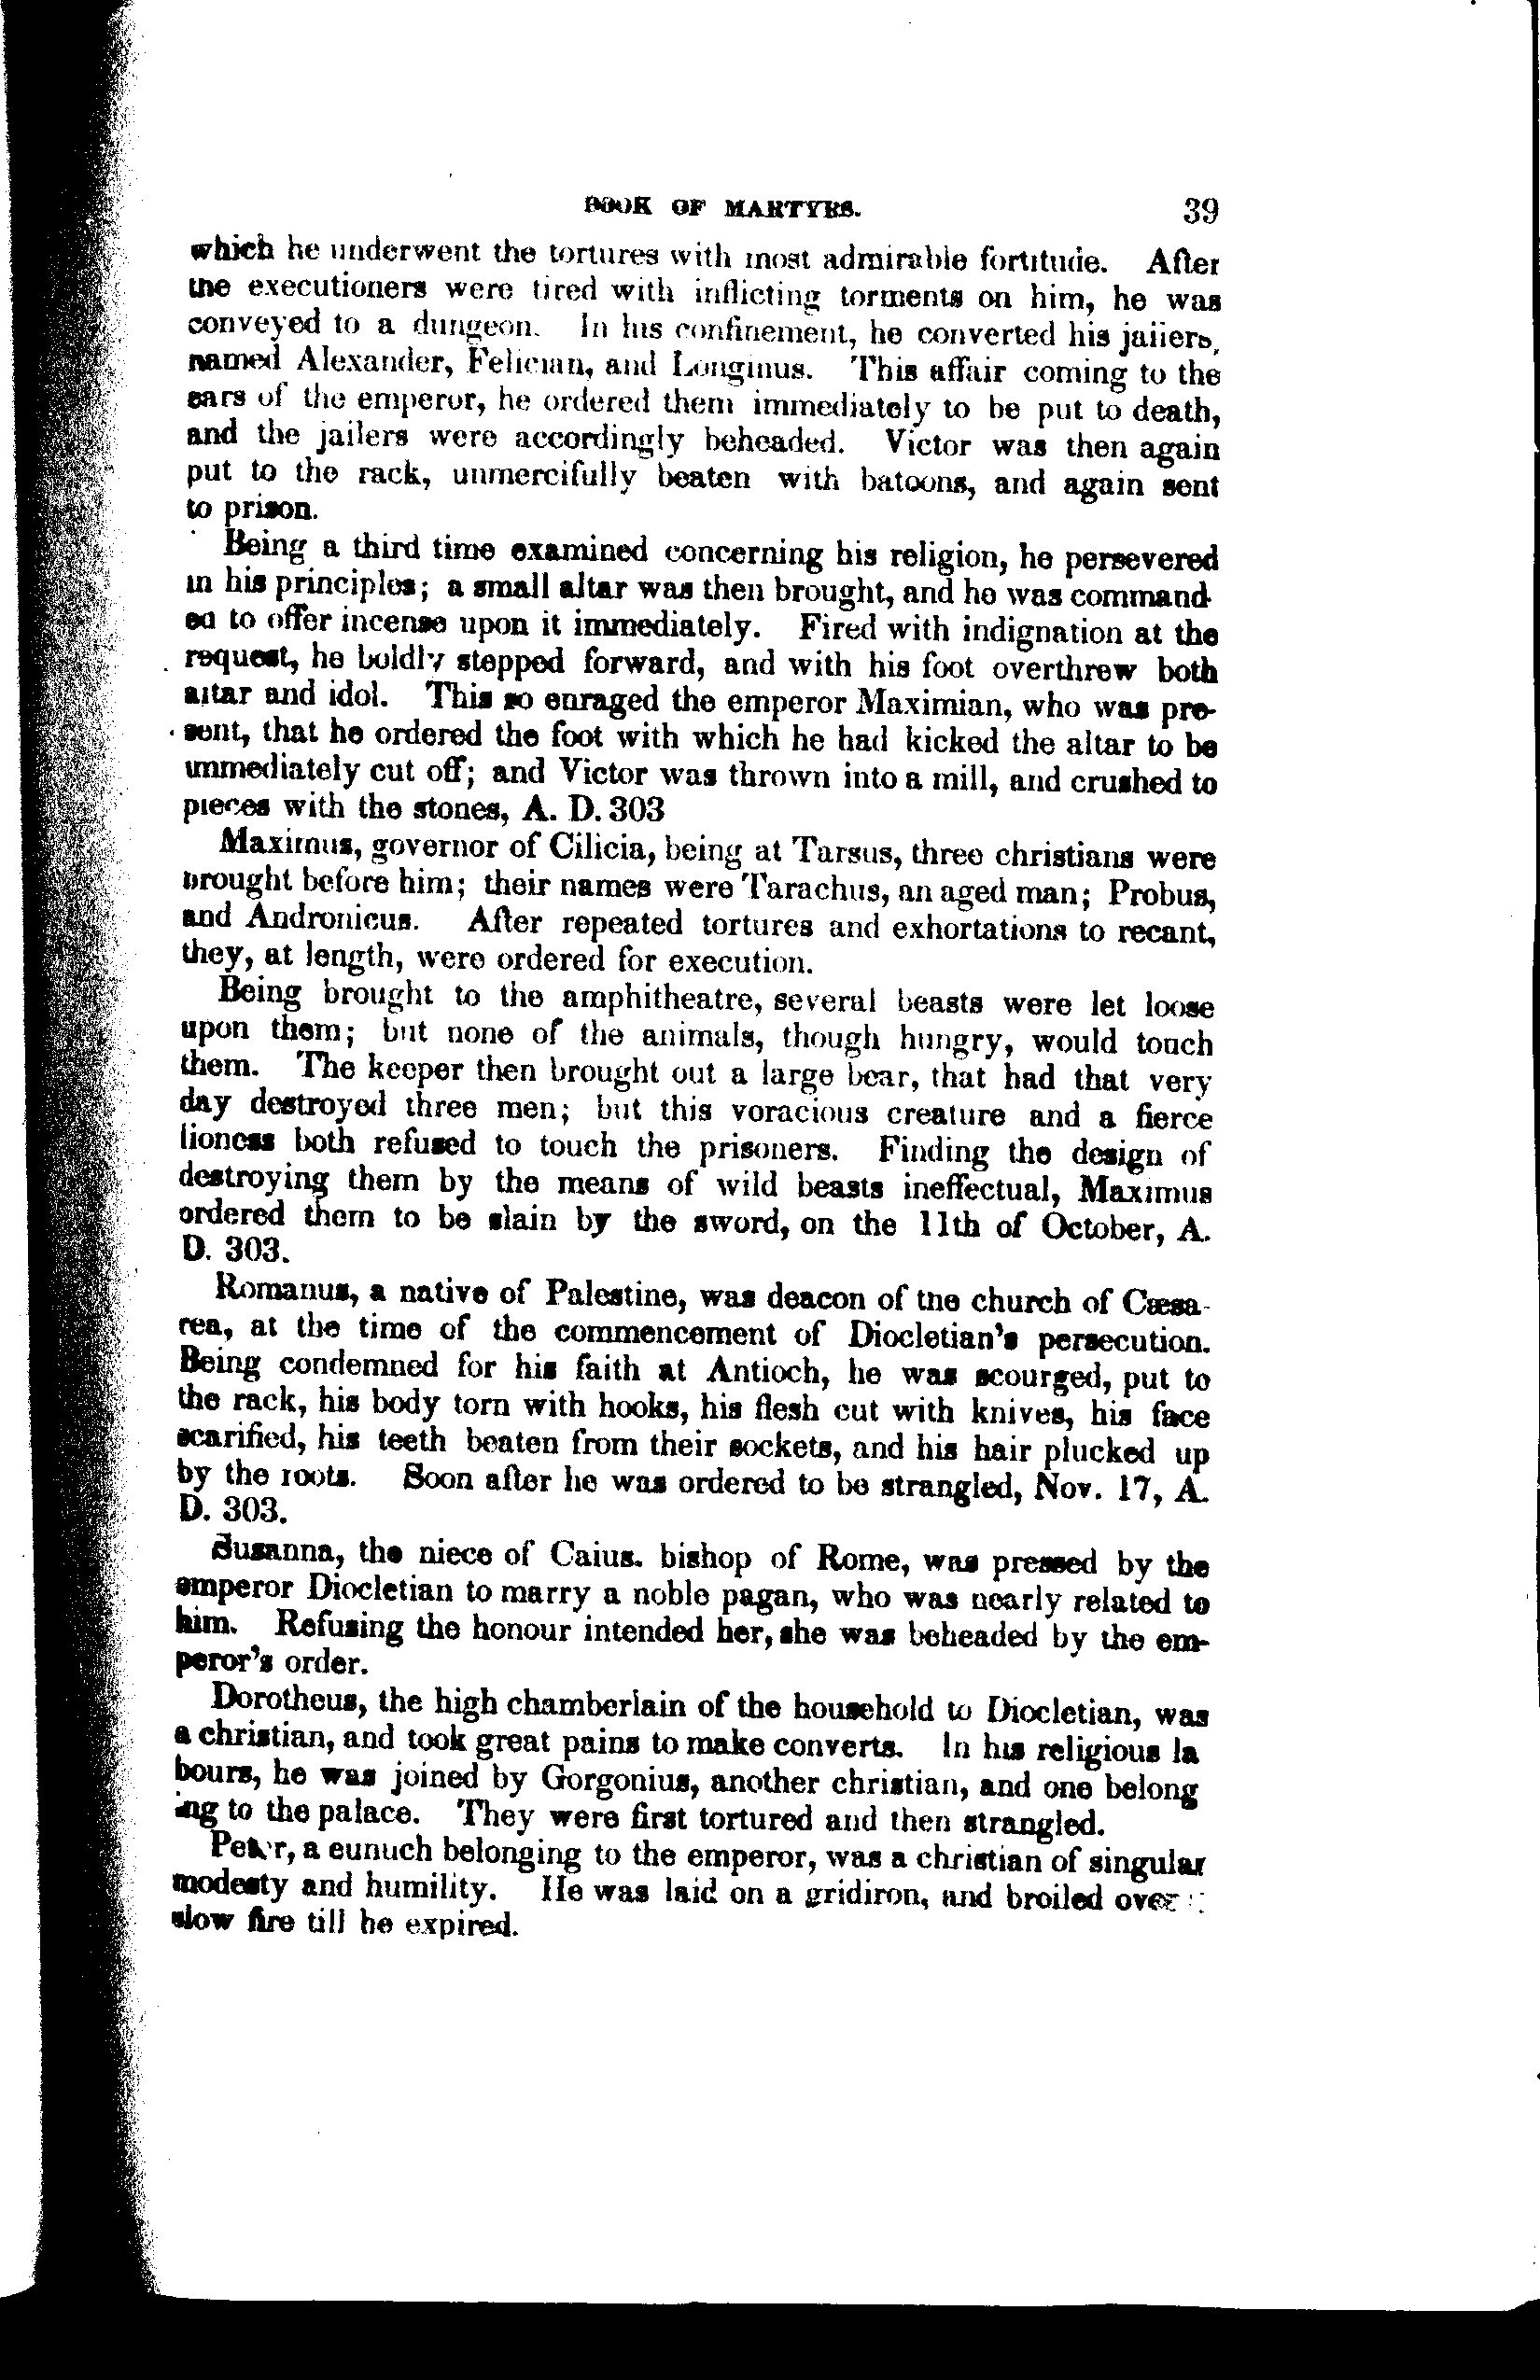 BOOK OF MARTYRS. 39
which he underwent the tortures with most admirable fortitude. After
the executioners were tired with inflicting torments on him, he was
conveyed to a dungeon. In his confinement, he converted his jailers,
named Alexander, Felician, and Longinus. This affair coming to the
ears of the emperor, he ordered them immediately to be put to death,
and the jailers were accordingly beheaded. Victor was then again
put to the rack, unmercifully beaten with batoons, and again sent
to prison.
Being a third time examined concerning his religion, he persevered
in his principles; a small altar was then brought, and he was command-
ed to offer incense upon it immediately. Fired with indignation at the
request, he boldly stepped forward, and with his foot overthrew both
altar and idol. This so enraged the emperor Maximian, who was pre-
sent, that he ordered the foot with which he had kicked the altar to be
immediately cut off; and Victor was thrown into a mill, and crushed to
pieces with the stones, A. D. 303
Maximus, governor of Cilicia, being at Tarsus, three christians were
brought before him; their names were Tarachus, an aged man; Probus,
and Andronicus. After repeated tortures and exhortations to recant,
they, at length, were ordered for execution.
Being brought to the amphitheatre, several beasts were let loose
upon them; but none of the animals, though hungry, would touch
them. The keeper then brought out a large bear, that had that very
day destroyed three men; but this voracious creature and a fierce
lioness both refused to touch the prisoners. Finding the design of
destroying them by the means of wild beasts ineffectual, Maximus
ordered them to be slain by the sword, on the 11th of October, A.
D. 303.
Romanus, a native of Palestine, was deacon of the church of Cæsa-
rea, at the time of the commencement of Diocletian's persecution.
Being condemned for his faith at Antioch, he was scourged, put to
the rack, his body torn with hooks, his flesh cut with knives, his face
scarified, his teeth beaten from their sockets, and his hair plucked up
by the roots. Soon after he was ordered to be strangled, Nov. 17, A.
D. 303.
Susanna, the niece of Caius. bishop of Rome, was pressed by the
emperor Diocletian to marry a noble pagan, who was nearly related to
him. Refusing the honour intended her, she was beheaded by the em-
peror's order.
Dorotheus, the high chamberlain of the household to Diocletian, was
a christian, and took great pains to make converts. In his religious la
bours, he was joined by Gorgonius, another christian, and one belong
ing to the palace. They were first tortured and then strangled.
Peter, a eunuch belonging to the emperor, was a christian of singular
modesty and humility. He was laid on a gridiron, and broiled over
slow fire till he expired.